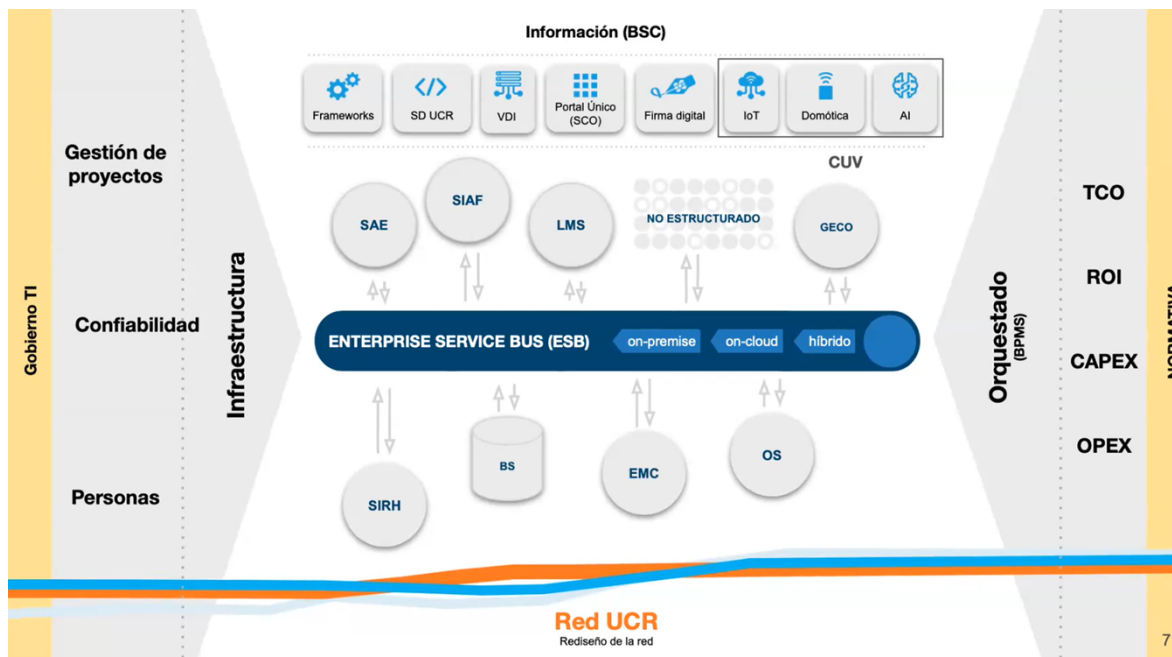 Información (BSC)
Frameworks
SD UCR
VDI
Portal Único
(SCO)
Firma digital
IoT
Domótica
AI
CUV
Gobierno TI
Gestión de
proyectos
Confiabilidad
Personas
Infraestructura
SAE
SIAF
LMS
NO ESTRUCTURADO
GECO
ENTERPRISE SERVICE BUS (ESB)
on-premise
on-cloud
híbrido
SIRH
BS
EMC
OS
Orquestado
(BPMS)
TCO
ROI
CAPEX
OPEX
NORMATIVA
Red UCR
Rediseño de la red
7